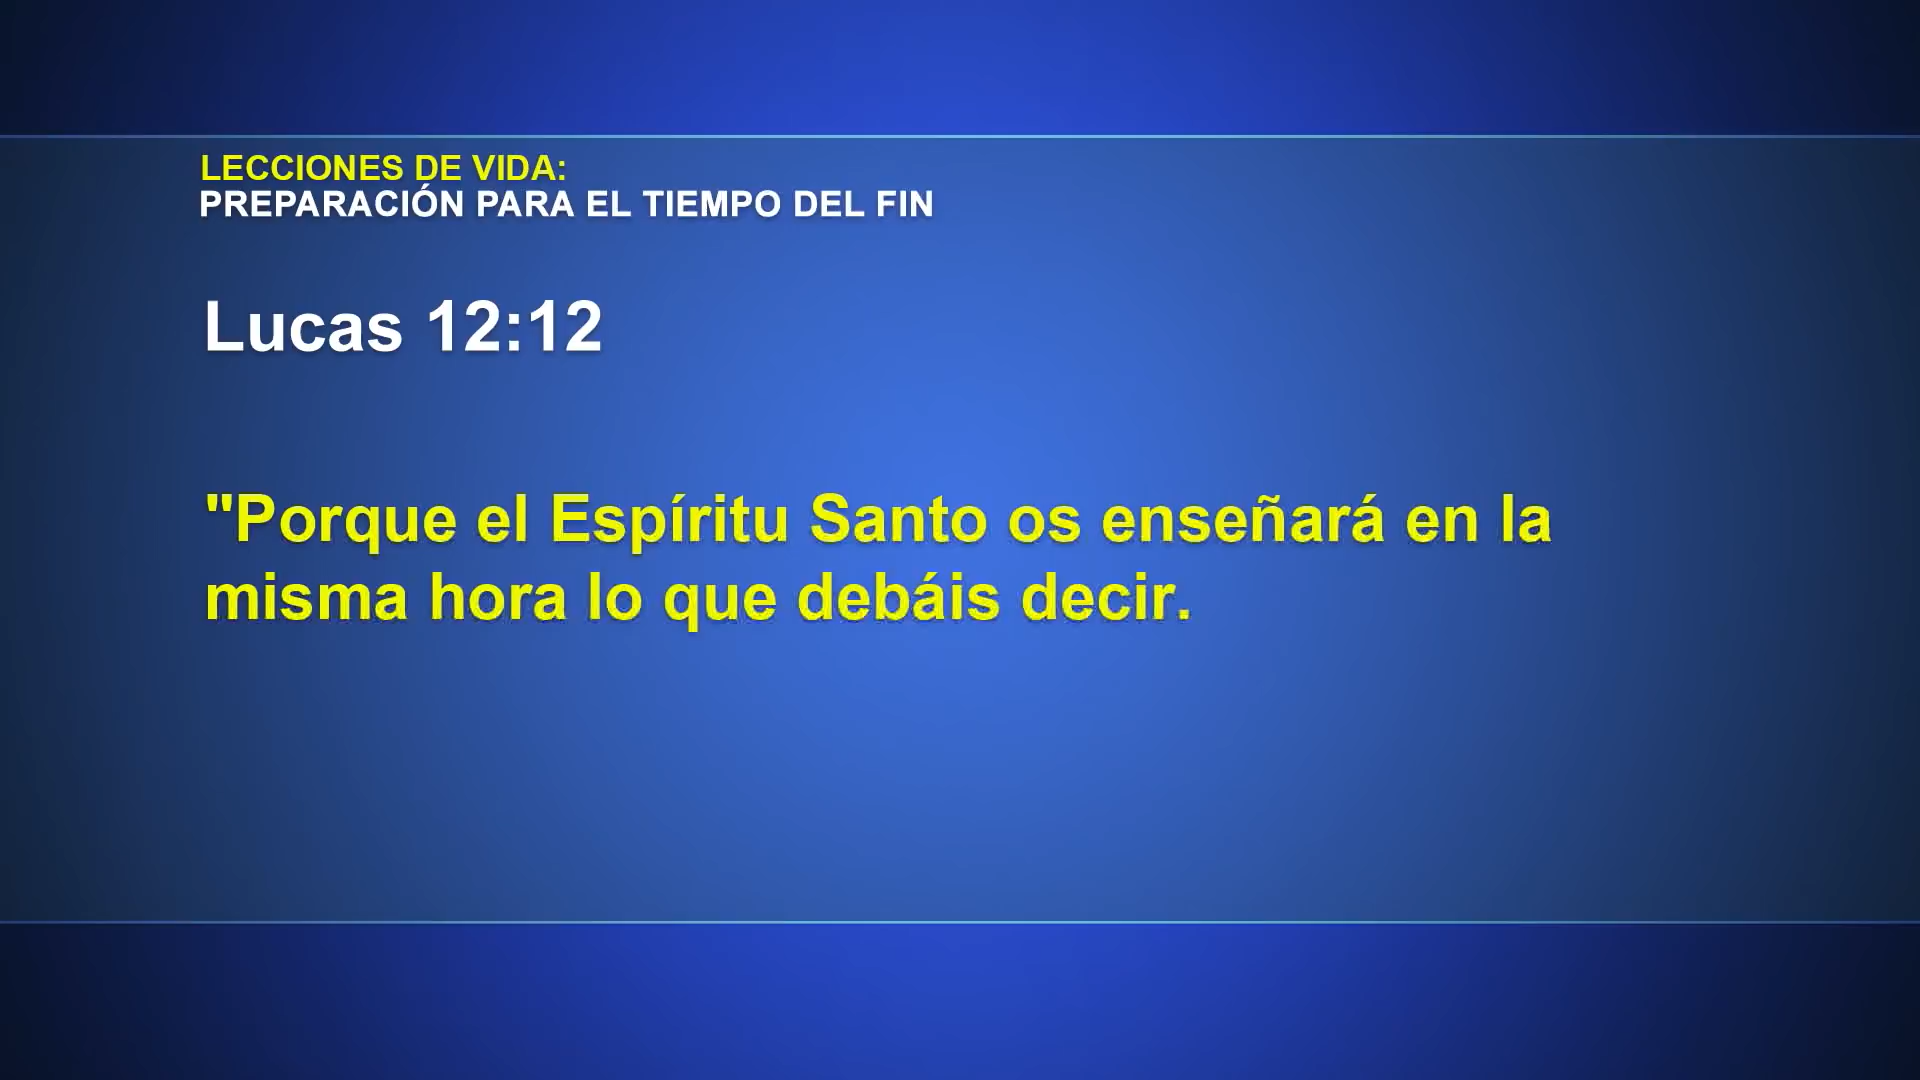 LECCIONES DE VIDA:
PREPARACIÓN PARA EL TIEMPO DEL FIN
Lucas 12:12
"Porque el Espíritu Santo os enseñará en la
misma hora lo que debáis decir.